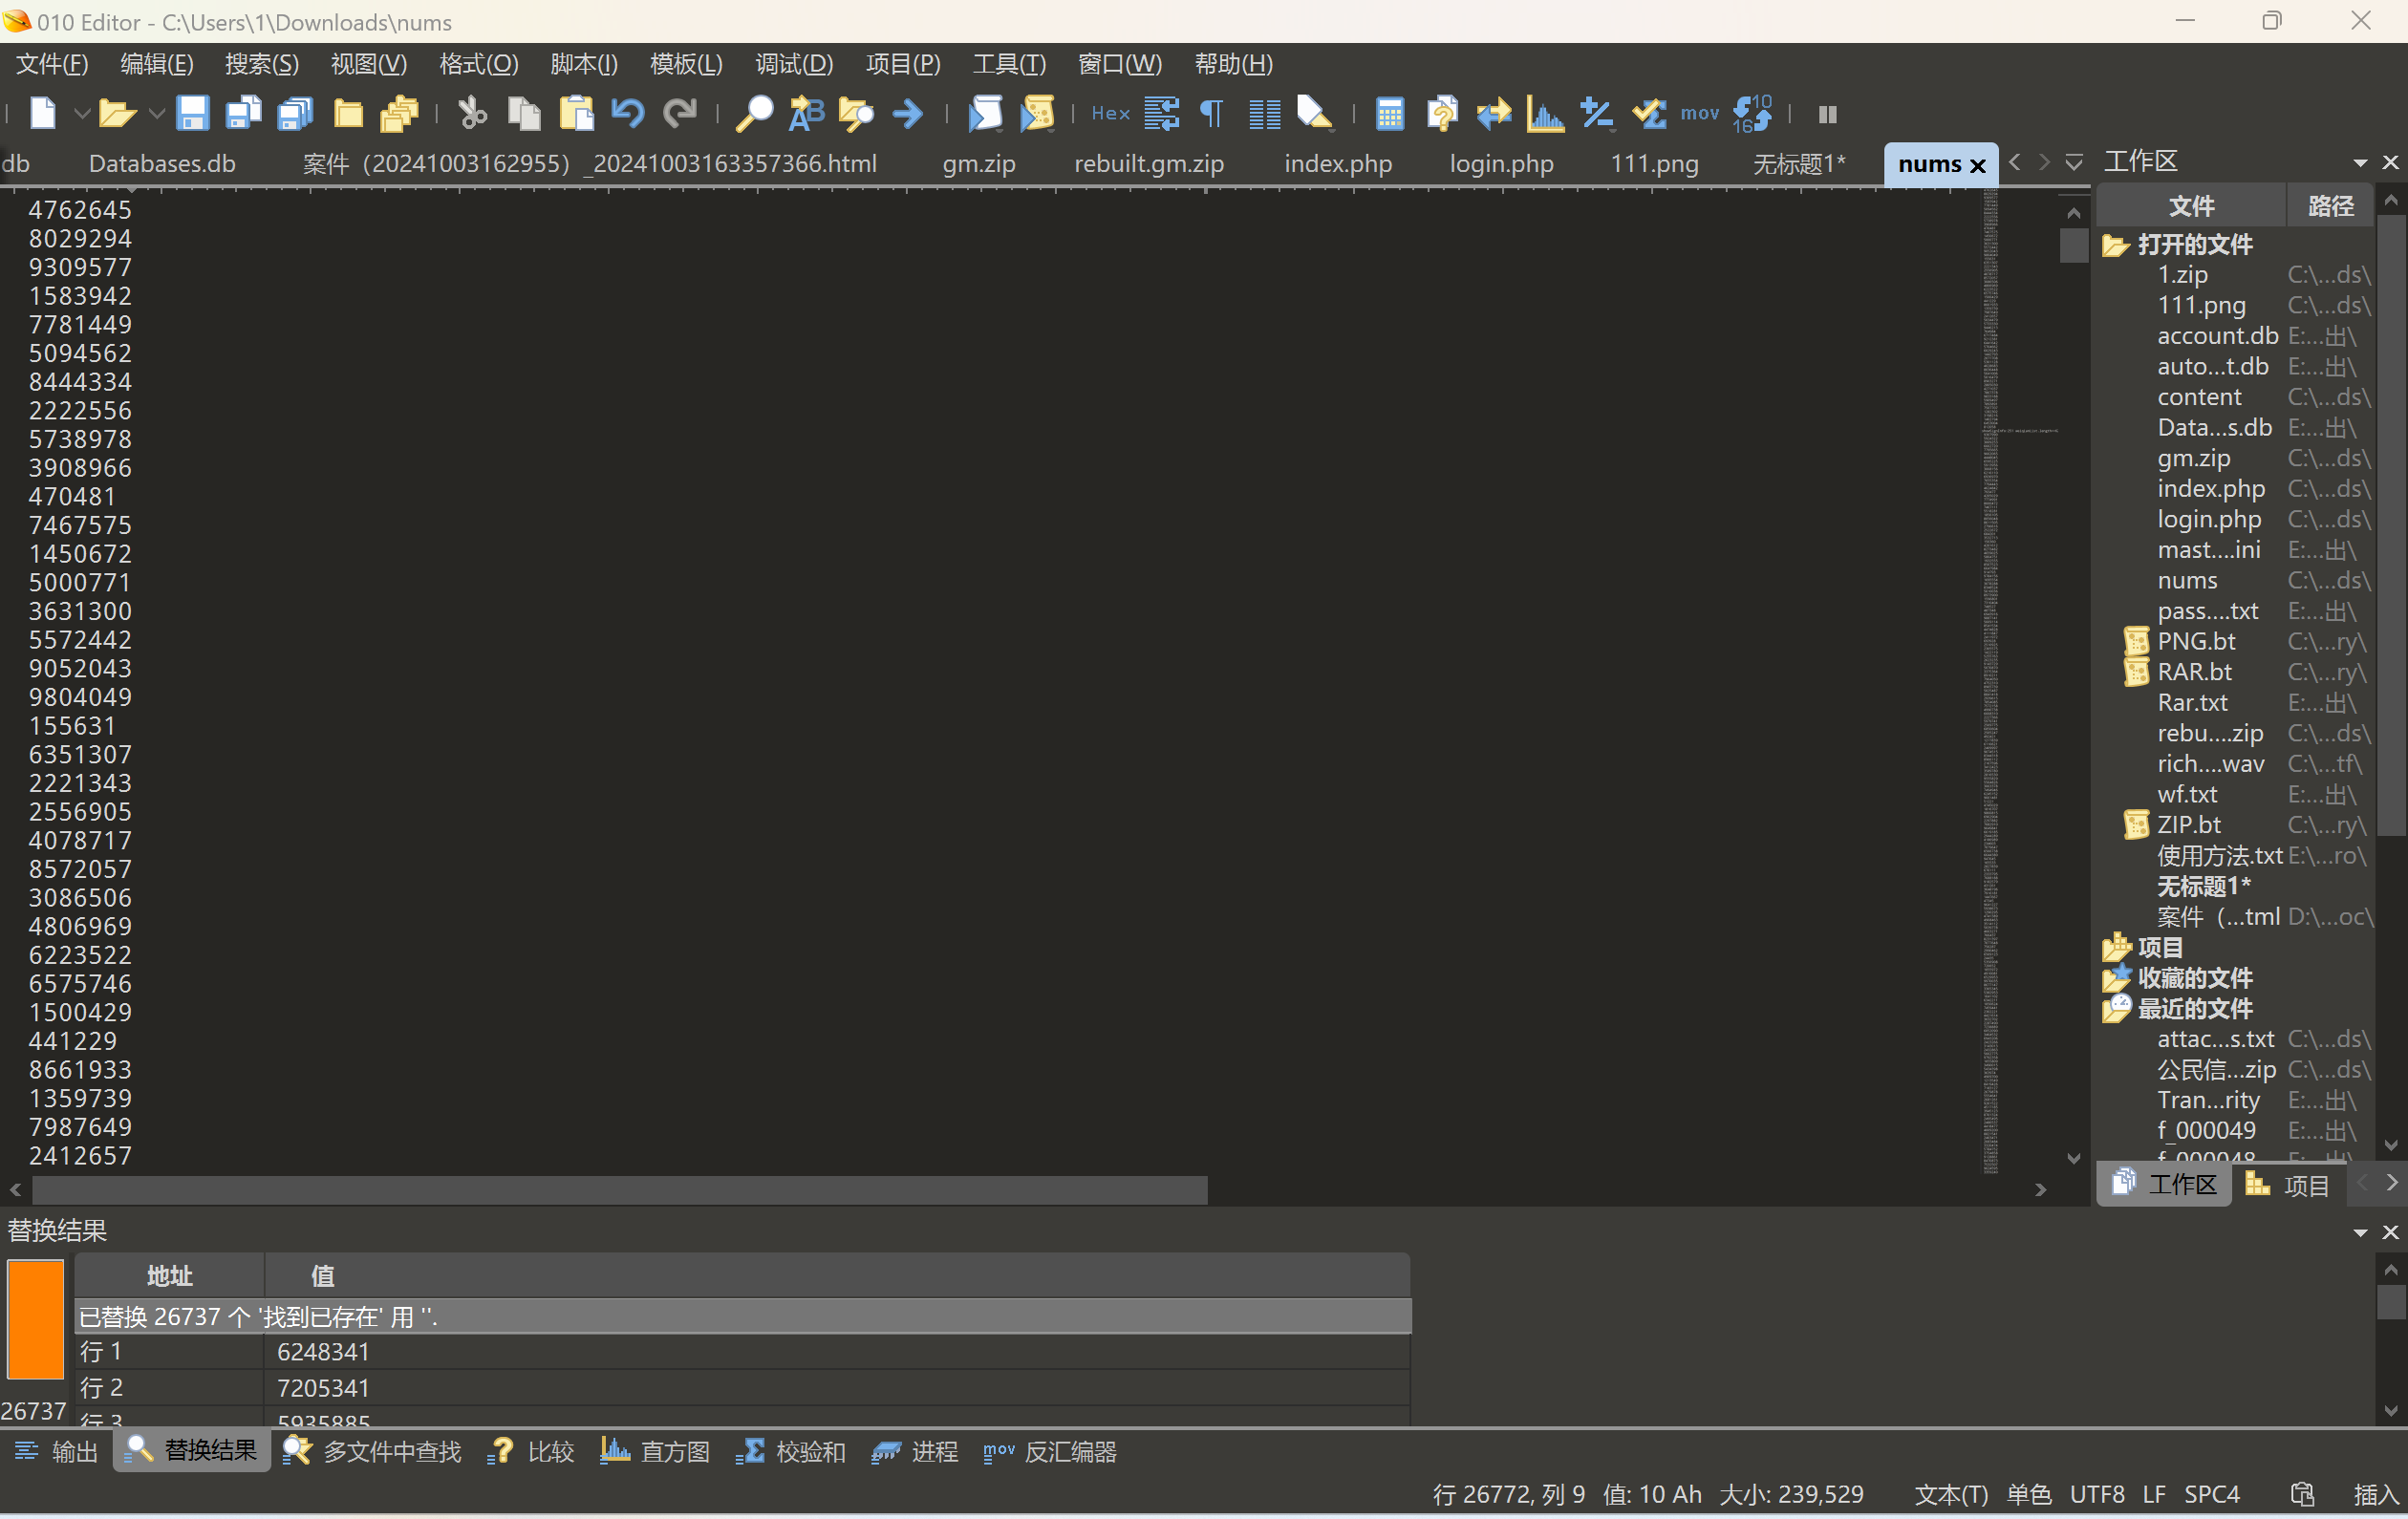 010 Editor - C:\Users\1\Downloads\nums
文件(F) 编辑(E) 搜索(S) 视图(V) 格式(O) 脚本(I) 模板(L) 调试(D) 项目(P) 工具(T) 窗口(W) 帮助(H)
Hex mov 10 16
db Databases.db 案件（20241003162955）_20241003163357366.html gm.zip rebuilt.gm.zip index.php login.php 111.png 无标题1* nums
4762645
8029294
9309577
1583942
7781449
5094562
8444334
2222556
5738978
3908966
470481
7467575
1450672
5000771
3631300
5572442
9052043
9804049
155631
6351307
2221343
2556905
4078717
8572057
3086506
4806969
6223522
6575746
1500429
441229
8661933
1359739
7987649
2412657
工作区
文件 路径
打开的文件
1.zip C:\...ds\
111.png C:\...ds\
account.db E:...出\
auto...t.db E:...出\
content C:\...ds\
Data...s.db E:...出\
gm.zip C:\...ds\
index.php C:\...ds\
login.php C:\...ds\
mast....ini E:...出\
nums C:\...ds\
pass....txt E:...出\
PNG.bt C:\...ry\
RAR.bt C:\...ry\
Rar.txt E:...出\
rebu....zip C:\...ds\
rich....wav C:\...tf\
wf.txt E:...出\
ZIP.bt C:\...ry\
使用方法.txt E:\...ro\
无标题1*
案件（...tml D:\...oc\
项目
收藏的文件
最近的文件
attac...s.txt C:\...ds\
公民信...zip C:\...ds\
Tran...rity E:...出\
f_000049 E:...出\
f_000048 E:...出\
工作区 项目
替换结果
地址 值
已替换 26737 个 '找到已存在' 用 ''.
行 1 6248341
行 2 7205341
行 3 5935885
26737
输出 替换结果 多文件中查找 比较 直方图 校验和 进程 mov 反汇编器
行 26772, 列 9 值: 10 Ah 大小: 239,529 文本(T) 单色 UTF8 LF SPC4 插入